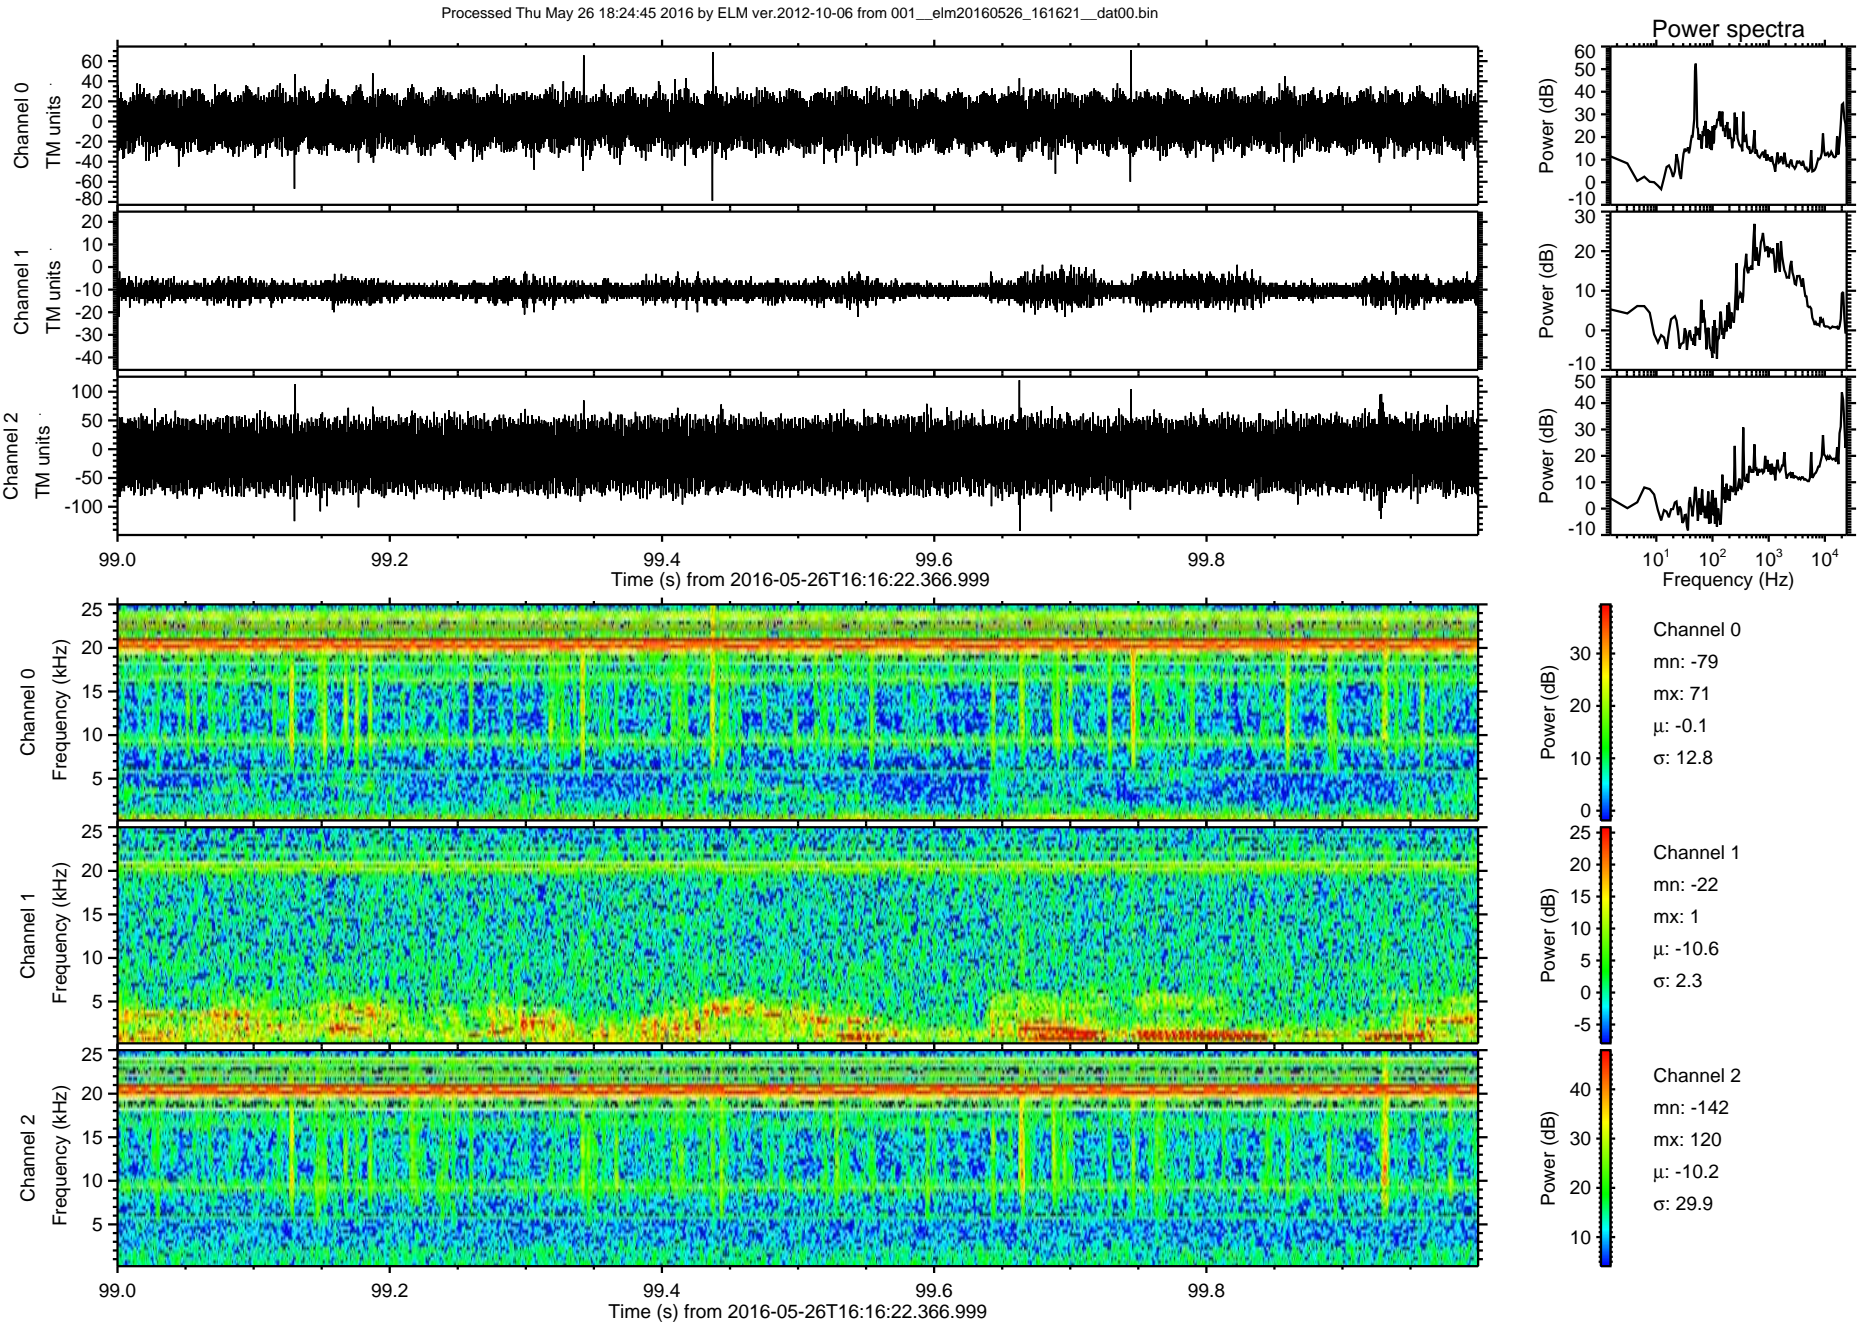 Processed Thu May 26 18:24:45 2016 by ELM ver.2012-10-06 from 001__elm20160526_161621__dat00.bin
Power spectra
Channel 0
TM units
60
40
20
0
-20
-40
-60
-80
Power (dB)
60
50
40
30
20
10
0
-10
Channel 1
TM units
20
10
0
-10
-20
-30
-40
Power (dB)
30
20
10
0
-10
Channel 2
TM units
100
50
0
-50
-100
Power (dB)
50
40
30
20
10
0
-10
99.0 99.2 99.4 99.6 99.8
Time (s) from 2016-05-26T16:16:22.366.999
10¹ 10² 10³ 10⁴
Frequency (Hz)
Channel 0
Frequency (kHz)
25
20
15
10
5
Power (dB)
30
20
10
0
Channel 0
mn: -79
mx: 71
μ: -0.1
σ: 12.8
Channel 1
Frequency (kHz)
25
20
15
10
5
Power (dB)
25
20
15
10
5
0
-5
Channel 1
mn: -22
mx: 1
μ: -10.6
σ: 2.3
Channel 2
Frequency (kHz)
25
20
15
10
5
Power (dB)
40
30
20
10
Channel 2
mn: -142
mx: 120
μ: -10.2
σ: 29.9
99.0 99.2 99.4 99.6 99.8
Time (s) from 2016-05-26T16:16:22.366.999